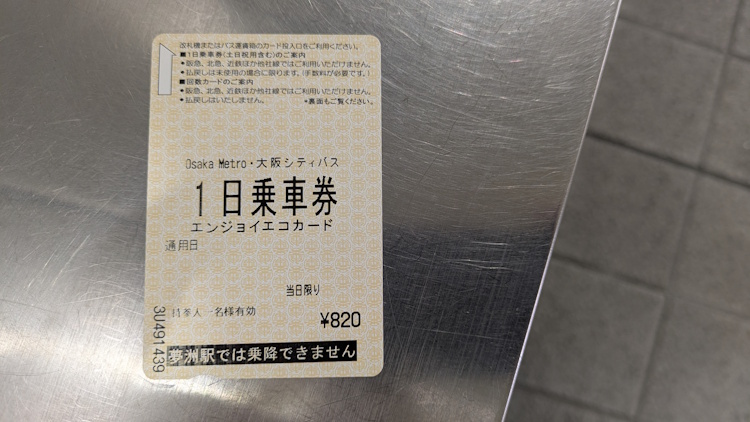 改札機またはバス運賃箱のカード投入口をご利用ください。
■1日乗車券(土日祝用含む)のご案内
●阪急、北急、近鉄ほか他社線ではご利用いただけません。
●払戻しは未使用の場合に限ります。(手数料が必要です。)
■回数カードのご案内
●阪急、北急、近鉄ほか他社線ではご利用いただけません。
●払戻しはいたしません。 *裏面もご覧ください。
Osaka Metro・大阪シティバス
1日乗車券
エンジョイエコカード
通用日
当日限り
持参人一名様有効
¥820
夢洲駅では乗降できません
3U491439